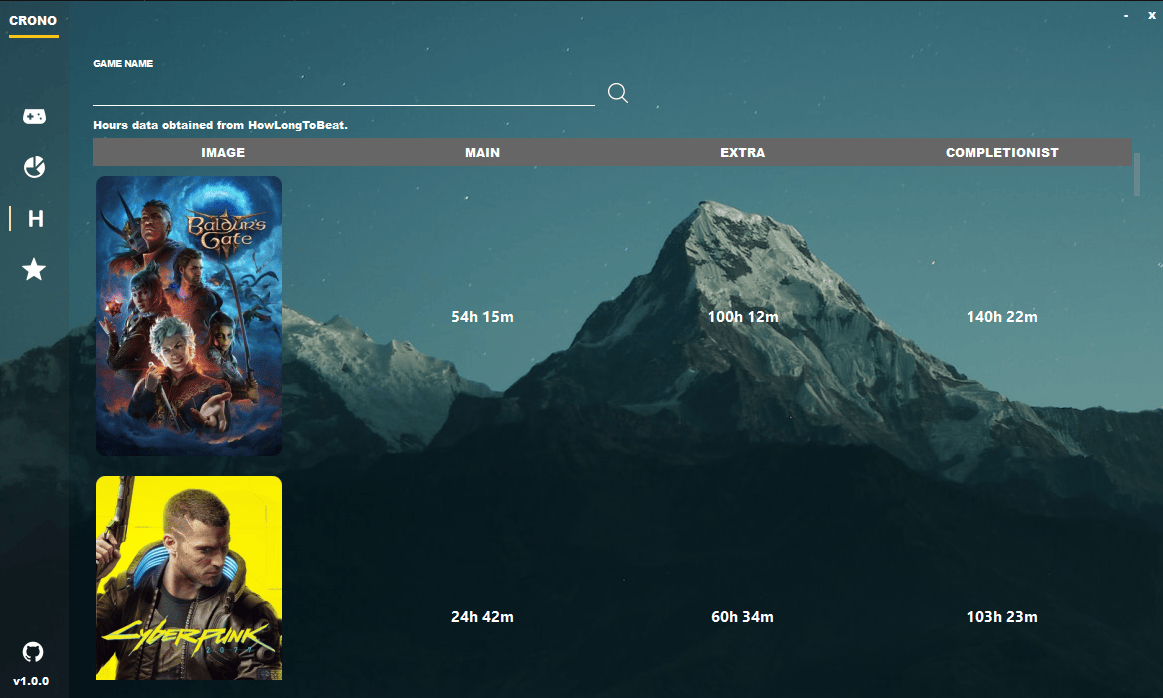 CRONO
- x
GAME NAME
Hours data obtained from HowLongToBeat.
IMAGE MAIN EXTRA COMPLETIONIST
H
BALDUR'S
GATE
54h 15m 100h 12m 140h 22m
Cyberpunk
2077
24h 42m 60h 34m 103h 23m
v1.0.0